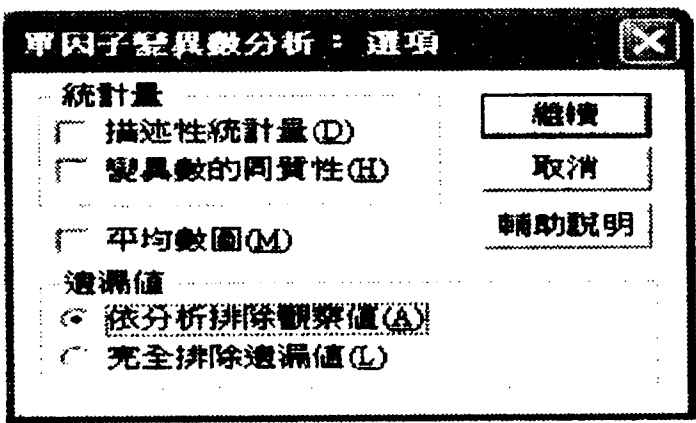 單因子變異數分析：選項
統計量
描述性統計量(D)
變異數的同質性(H)
平均數圖(M)
遺漏值
依分析排除觀察值(A)
完全排除遺漏值(L)
繼續
取消
輔助說明